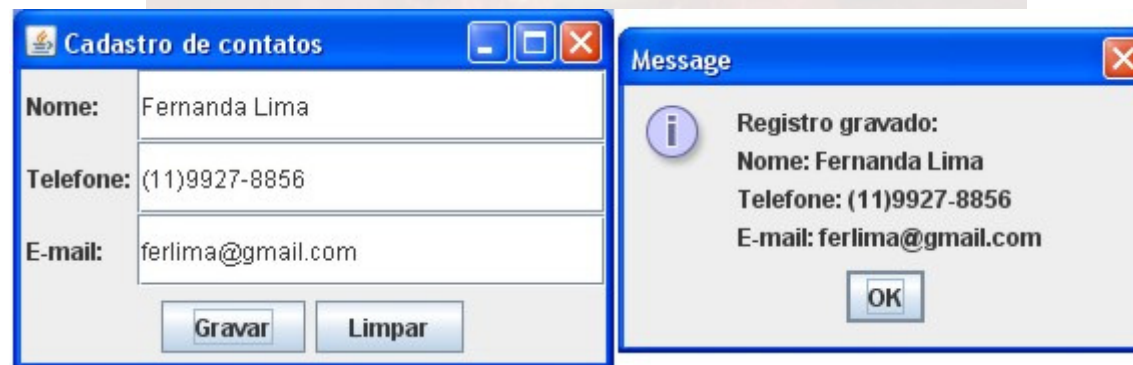 Cadastro de contatos
Nome: Fernanda Lima
Telefone: (11)9927-8856
E-mail: ferlima@gmail.com
Gravar Limpar
Message
Registro gravado:
Nome: Fernanda Lima
Telefone: (11)9927-8856
E-mail: ferlima@gmail.com
OK